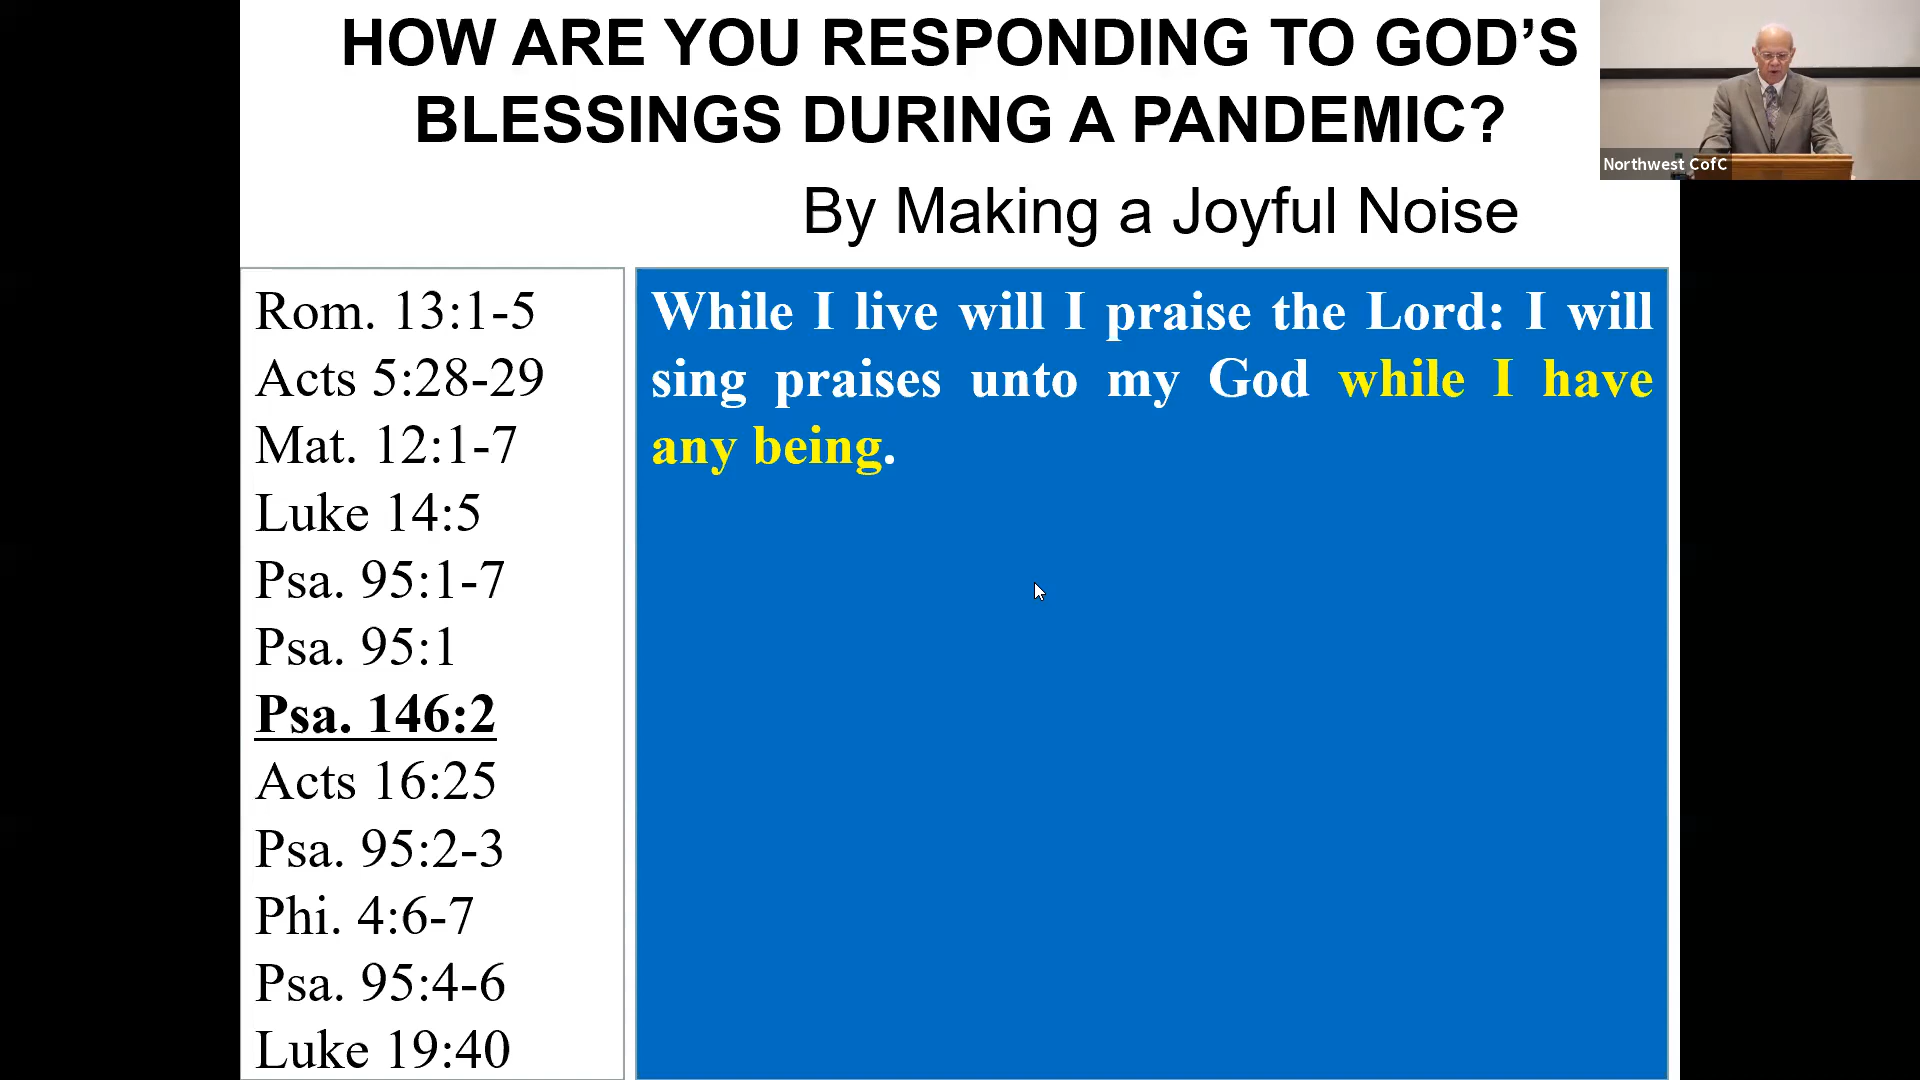 HOW ARE YOU RESPONDING TO GOD’S
BLESSINGS DURING A PANDEMIC?
Northwest CofC
By Making a Joyful Noise
Rom. 13:1-5
Acts 5:28-29
Mat. 12:1-7
Luke 14:5
Psa. 95:1-7
Psa. 95:1
Psa. 146:2
Acts 16:25
Psa. 95:2-3
Phi. 4:6-7
Psa. 95:4-6
Luke 19:40
While I live will I praise the Lord: I will
sing praises unto my God while I have
any being.